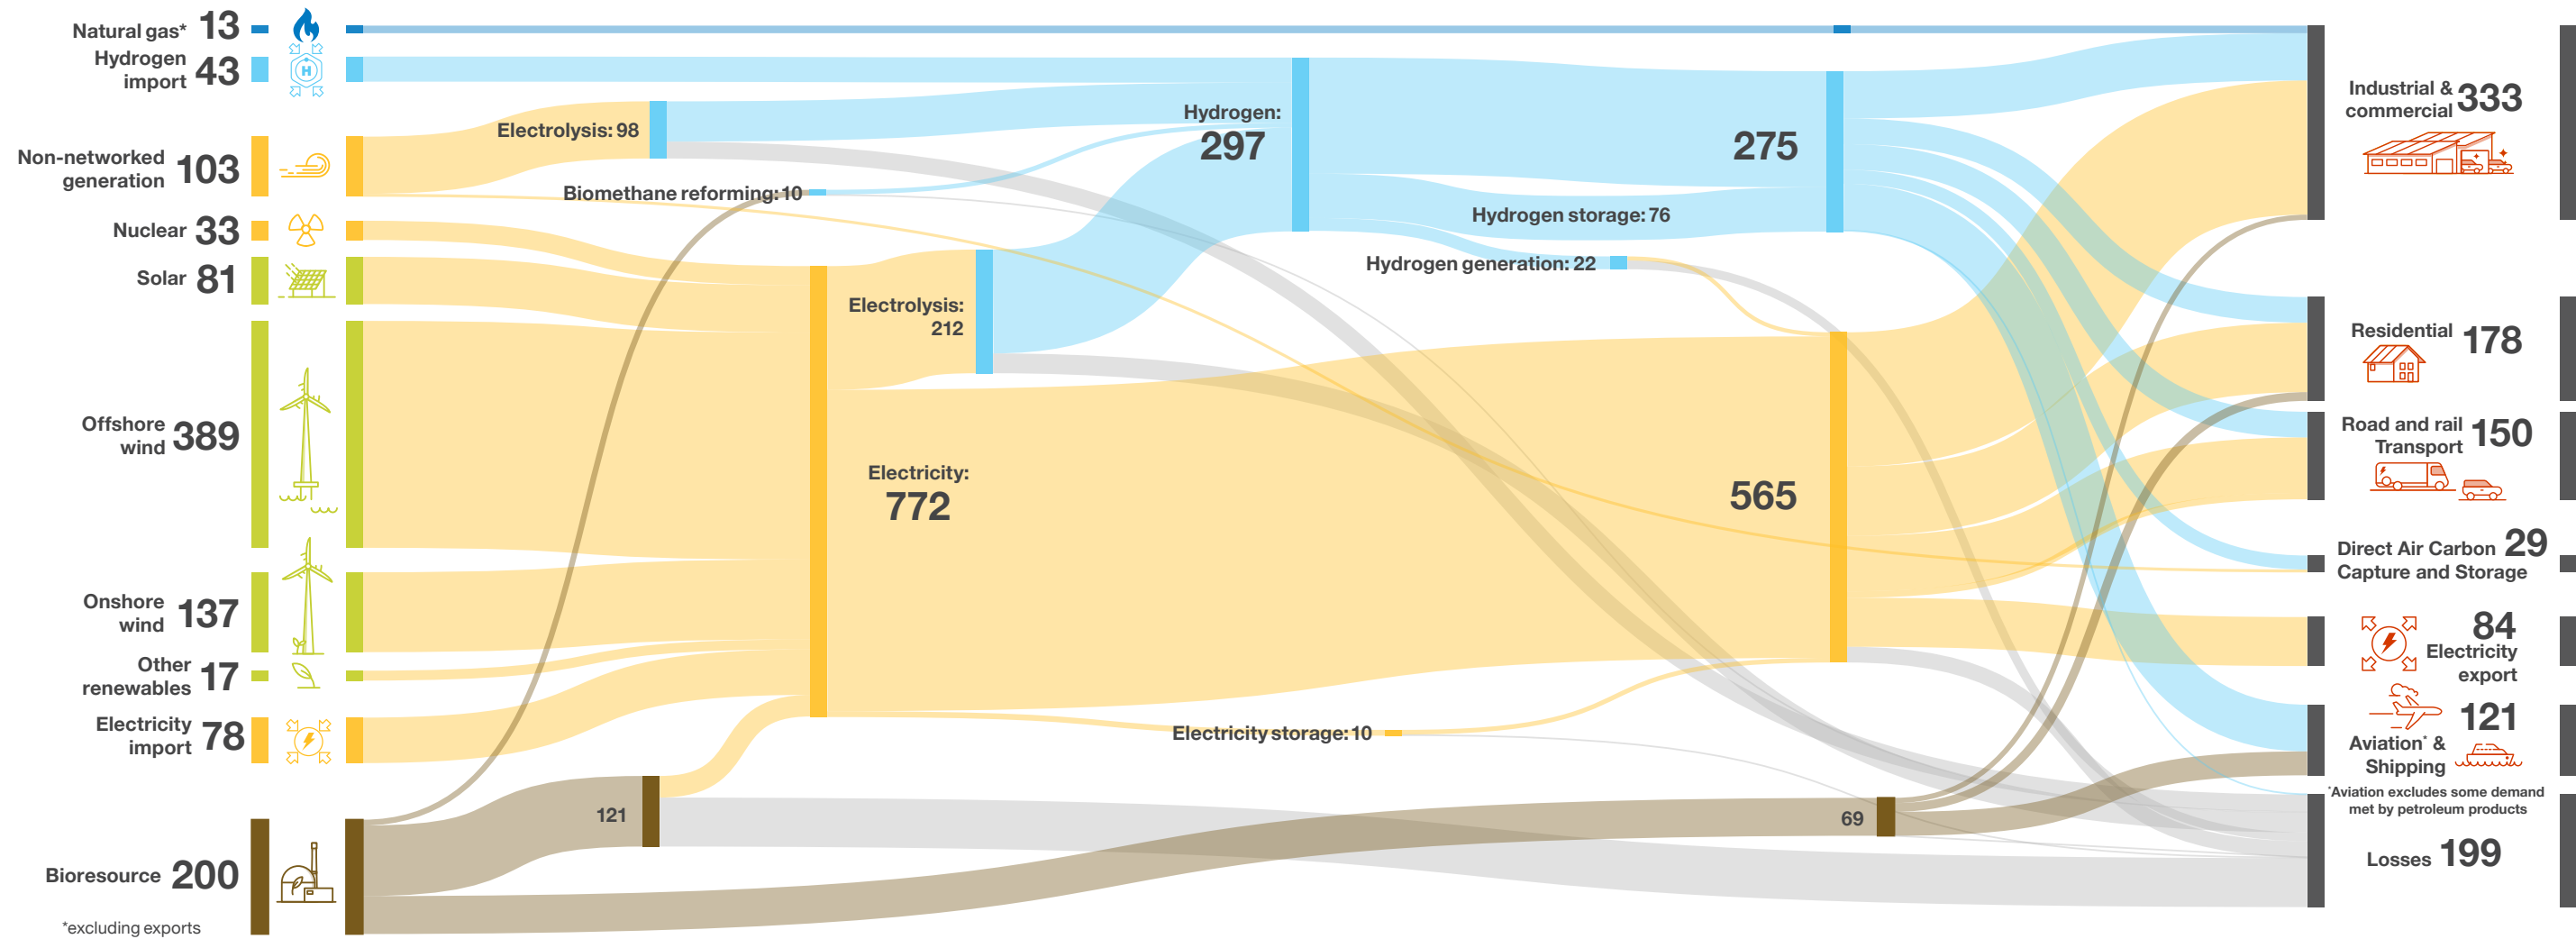 Natural gas* 13
Hydrogen
import 43
Non-networked
generation 103
Nuclear 33
Solar 81
Offshore
wind 389
Onshore
wind 137
Other
renewables 17
Electricity
import 78
Bioresource 200
*excluding exports
H
Electrolysis: 98
Biomethane reforming: 10
Electrolysis:
212
Electricity:
772
121
Hydrogen:
297
Hydrogen storage: 76
Hydrogen generation: 22
Electricity storage: 10
275
565
69
Industrial &
commercial 333
Residential 178
Road and rail
Transport 150
Direct Air Carbon 29
Capture and Storage
84
Electricity
export
121
Aviation* &
Shipping
*Aviation excludes some demand
met by petroleum products
Losses 199